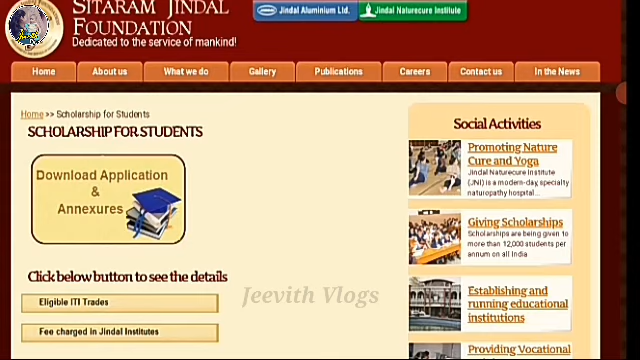 SITARAM JINDAL
FOUNDATION
Dedicated to the service of mankind!
Jindal Aluminium Ltd.
Jindal Naturecure Institute
Home
About us
What we do
Gallery
Publications
Careers
Contact us
In the News
Home >> Scholarship for Students
SCHOLARSHIP FOR STUDENTS
Download Application
&
Annexures
Click below button to see the details
Eligible ITI Trades
Fee charged in Jindal Institutes
Jeevith Vlogs
Social Activities
Promoting Nature
Cure and Yoga
Jindal Naturecure Institute
(JNI) is a modern-day, specialty
naturopathy hospital...
Giving Scholarships
Scholarships are being given to
more than 12,000 students per
annum on all India
Establishing and
running educational
institutions
Providing Vocational